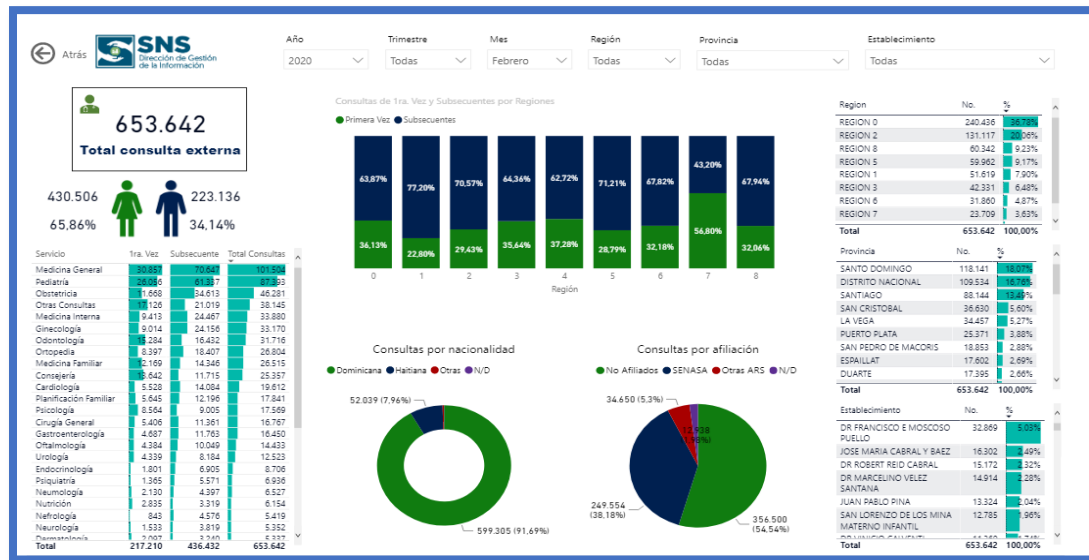 Atrás
SNS
Dirección de Gestión
de la Información
Año Trimestre Mes Región Provincia Establecimiento
2020 Todas Febrero Todas Todas Todas
653.642
Total consulta externa
430.506 223.136
65,86% 34,14%
Servicio 1ra. Vez Subsecuente Total Consultas
Medicina General 30.857 70.647 101.504
Pediatría 26.056 61.337 87.393
Obstetricia 11.668 34.613 46.281
Otras Consultas 17.126 21.019 38.145
Medicina Interna 9.413 24.467 33.880
Ginecología 9.014 24.156 33.170
Odontología 15.284 16.432 31.716
Ortopedia 8.397 18.407 26.804
Medicina Familiar 12.169 14.346 26.515
Consejería 13.642 11.715 25.357
Cardiología 5.528 14.084 19.612
Planificación Familiar 5.645 12.196 17.841
Psicología 8.564 9.005 17.569
Cirugía General 5.406 11.361 16.767
Gastroenterología 4.687 11.763 16.450
Oftalmología 4.384 10.049 14.433
Urología 4.339 8.184 12.523
Endocrinología 1.801 6.905 8.706
Psiquiatría 1.365 5.571 6.936
Neumología 2.130 4.397 6.527
Nutrición 2.835 3.319 6.154
Nefrología 843 4.576 5.419
Neurología 1.533 3.819 5.352
Dermatología 2.097 3.240 5.337
Total 217.210 436.432 653.642
Consultas de 1ra. Vez y Subsecuentes por Regiones
Primera Vez Subsecuentes
63,87% 77,20% 70,57% 64,36% 62,72% 71,21% 67,82% 43,20% 67,94%
36,13% 22,80% 29,43% 35,64% 37,28% 28,79% 32,18% 56,80% 32,06%
0 1 2 3 4 5 6 7 8
Región
Consultas por nacionalidad
Dominicana Haitiana Otras N/D
52.039 (7,96%)
599.305 (91,69%)
Consultas por afiliación
No Afiliados SENASA Otras ARS N/D
34.650 (5,3%)
12.938
(1,98%)
249.554
(38,18%)
356.500
(54,54%)
Region No. %
REGION 0 240.436 36,78%
REGION 2 131.117 20,06%
REGION 8 60.342 9,23%
REGION 5 59.962 9,17%
REGION 1 51.619 7,90%
REGION 3 42.331 6,48%
REGION 6 31.860 4,87%
REGION 7 23.709 3,63%
Total 653.642 100,00%
Provincia No. %
SANTO DOMINGO 118.141 18,07%
DISTRITO NACIONAL 109.534 16,76%
SANTIAGO 88.144 13,49%
SAN CRISTOBAL 36.630 5,60%
LA VEGA 34.457 5,27%
PUERTO PLATA 25.371 3,88%
SAN PEDRO DE MACORIS 18.853 2,88%
ESPAILLAT 17.602 2,69%
DUARTE 17.395 2,66%
Total 653.642 100,00%
Establecimiento No. %
DR FRANCISCO E MOSCOSO 32.869 5,03%
PUELLO
JOSE MARIA CABRAL Y BAEZ 16.302 2,49%
DR ROBERT REID CABRAL 15.172 2,32%
DR MARCELINO VELEZ 14.914 2,28%
SANTANA
JUAN PABLO PINA 13.324 2,04%
SAN LORENZO DE LOS MINA 12.785 1,96%
MATERNO INFANTIL
Total 653.642 100,00%